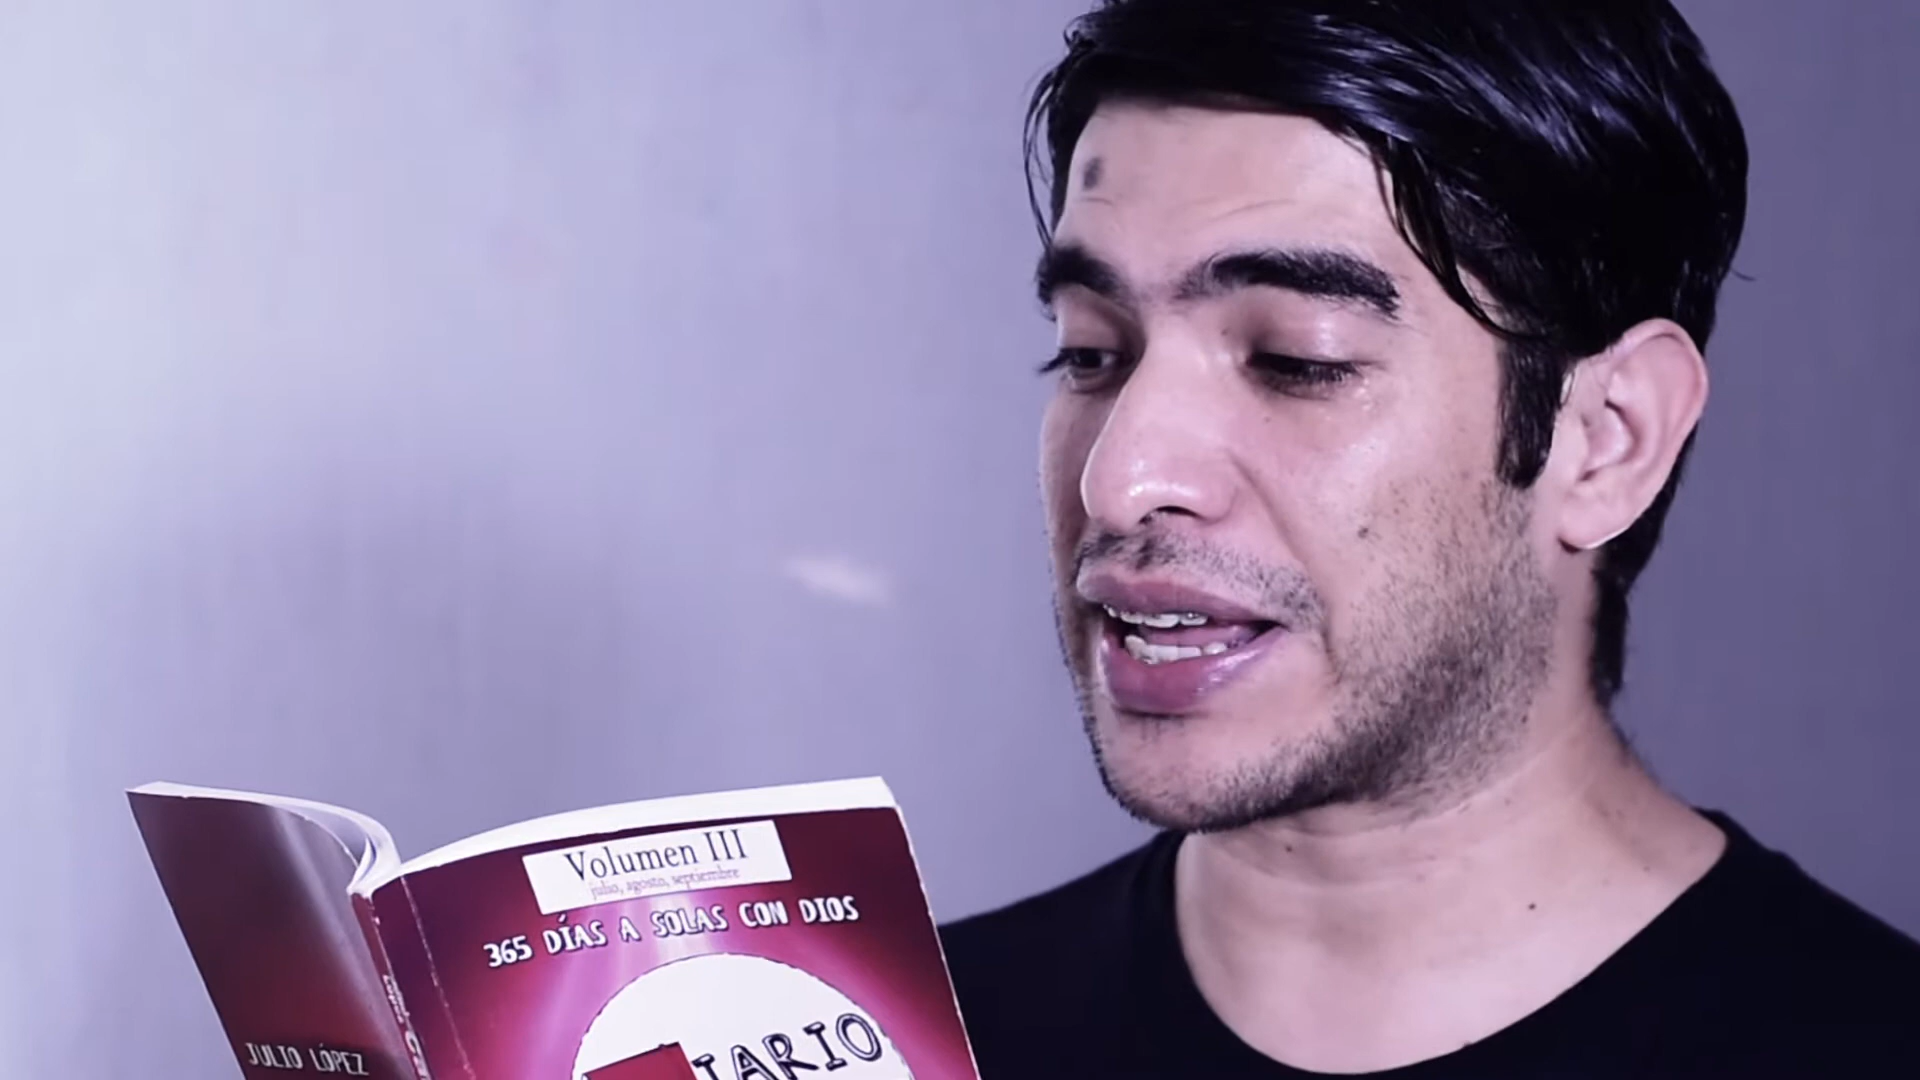 Volumen III
julio, agosto, septiembre
365 DÍAS A SOLAS CON DIOS
IARIO
JULIO LÓPEZ